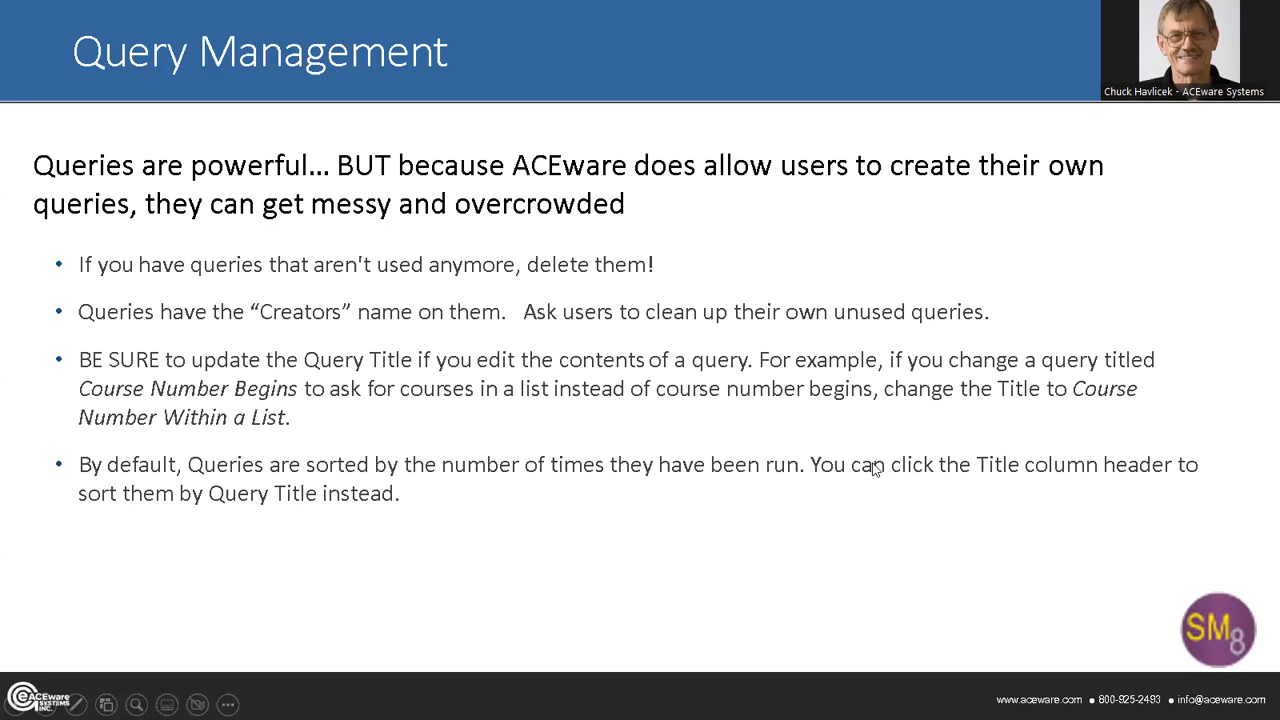 Query Management
Chuck Havlicek - ACEware Systems
Queries are powerful... BUT because ACEware does allow users to create their own
queries, they can get messy and overcrowded
• If you have queries that aren't used anymore, delete them!
• Queries have the “Creators” name on them. Ask users to clean up their own unused queries.
• BE SURE to update the Query Title if you edit the contents of a query. For example, if you change a query titled
Course Number Begins to ask for courses in a list instead of course number begins, change the Title to Course
Number Within a List.
• By default, Queries are sorted by the number of times they have been run. You can click the Title column header to
sort them by Query Title instead.
SM8
ACEware
SYSTEMS
INC.
www.aceware.com ● 800-925-2493 ● info@aceware.com